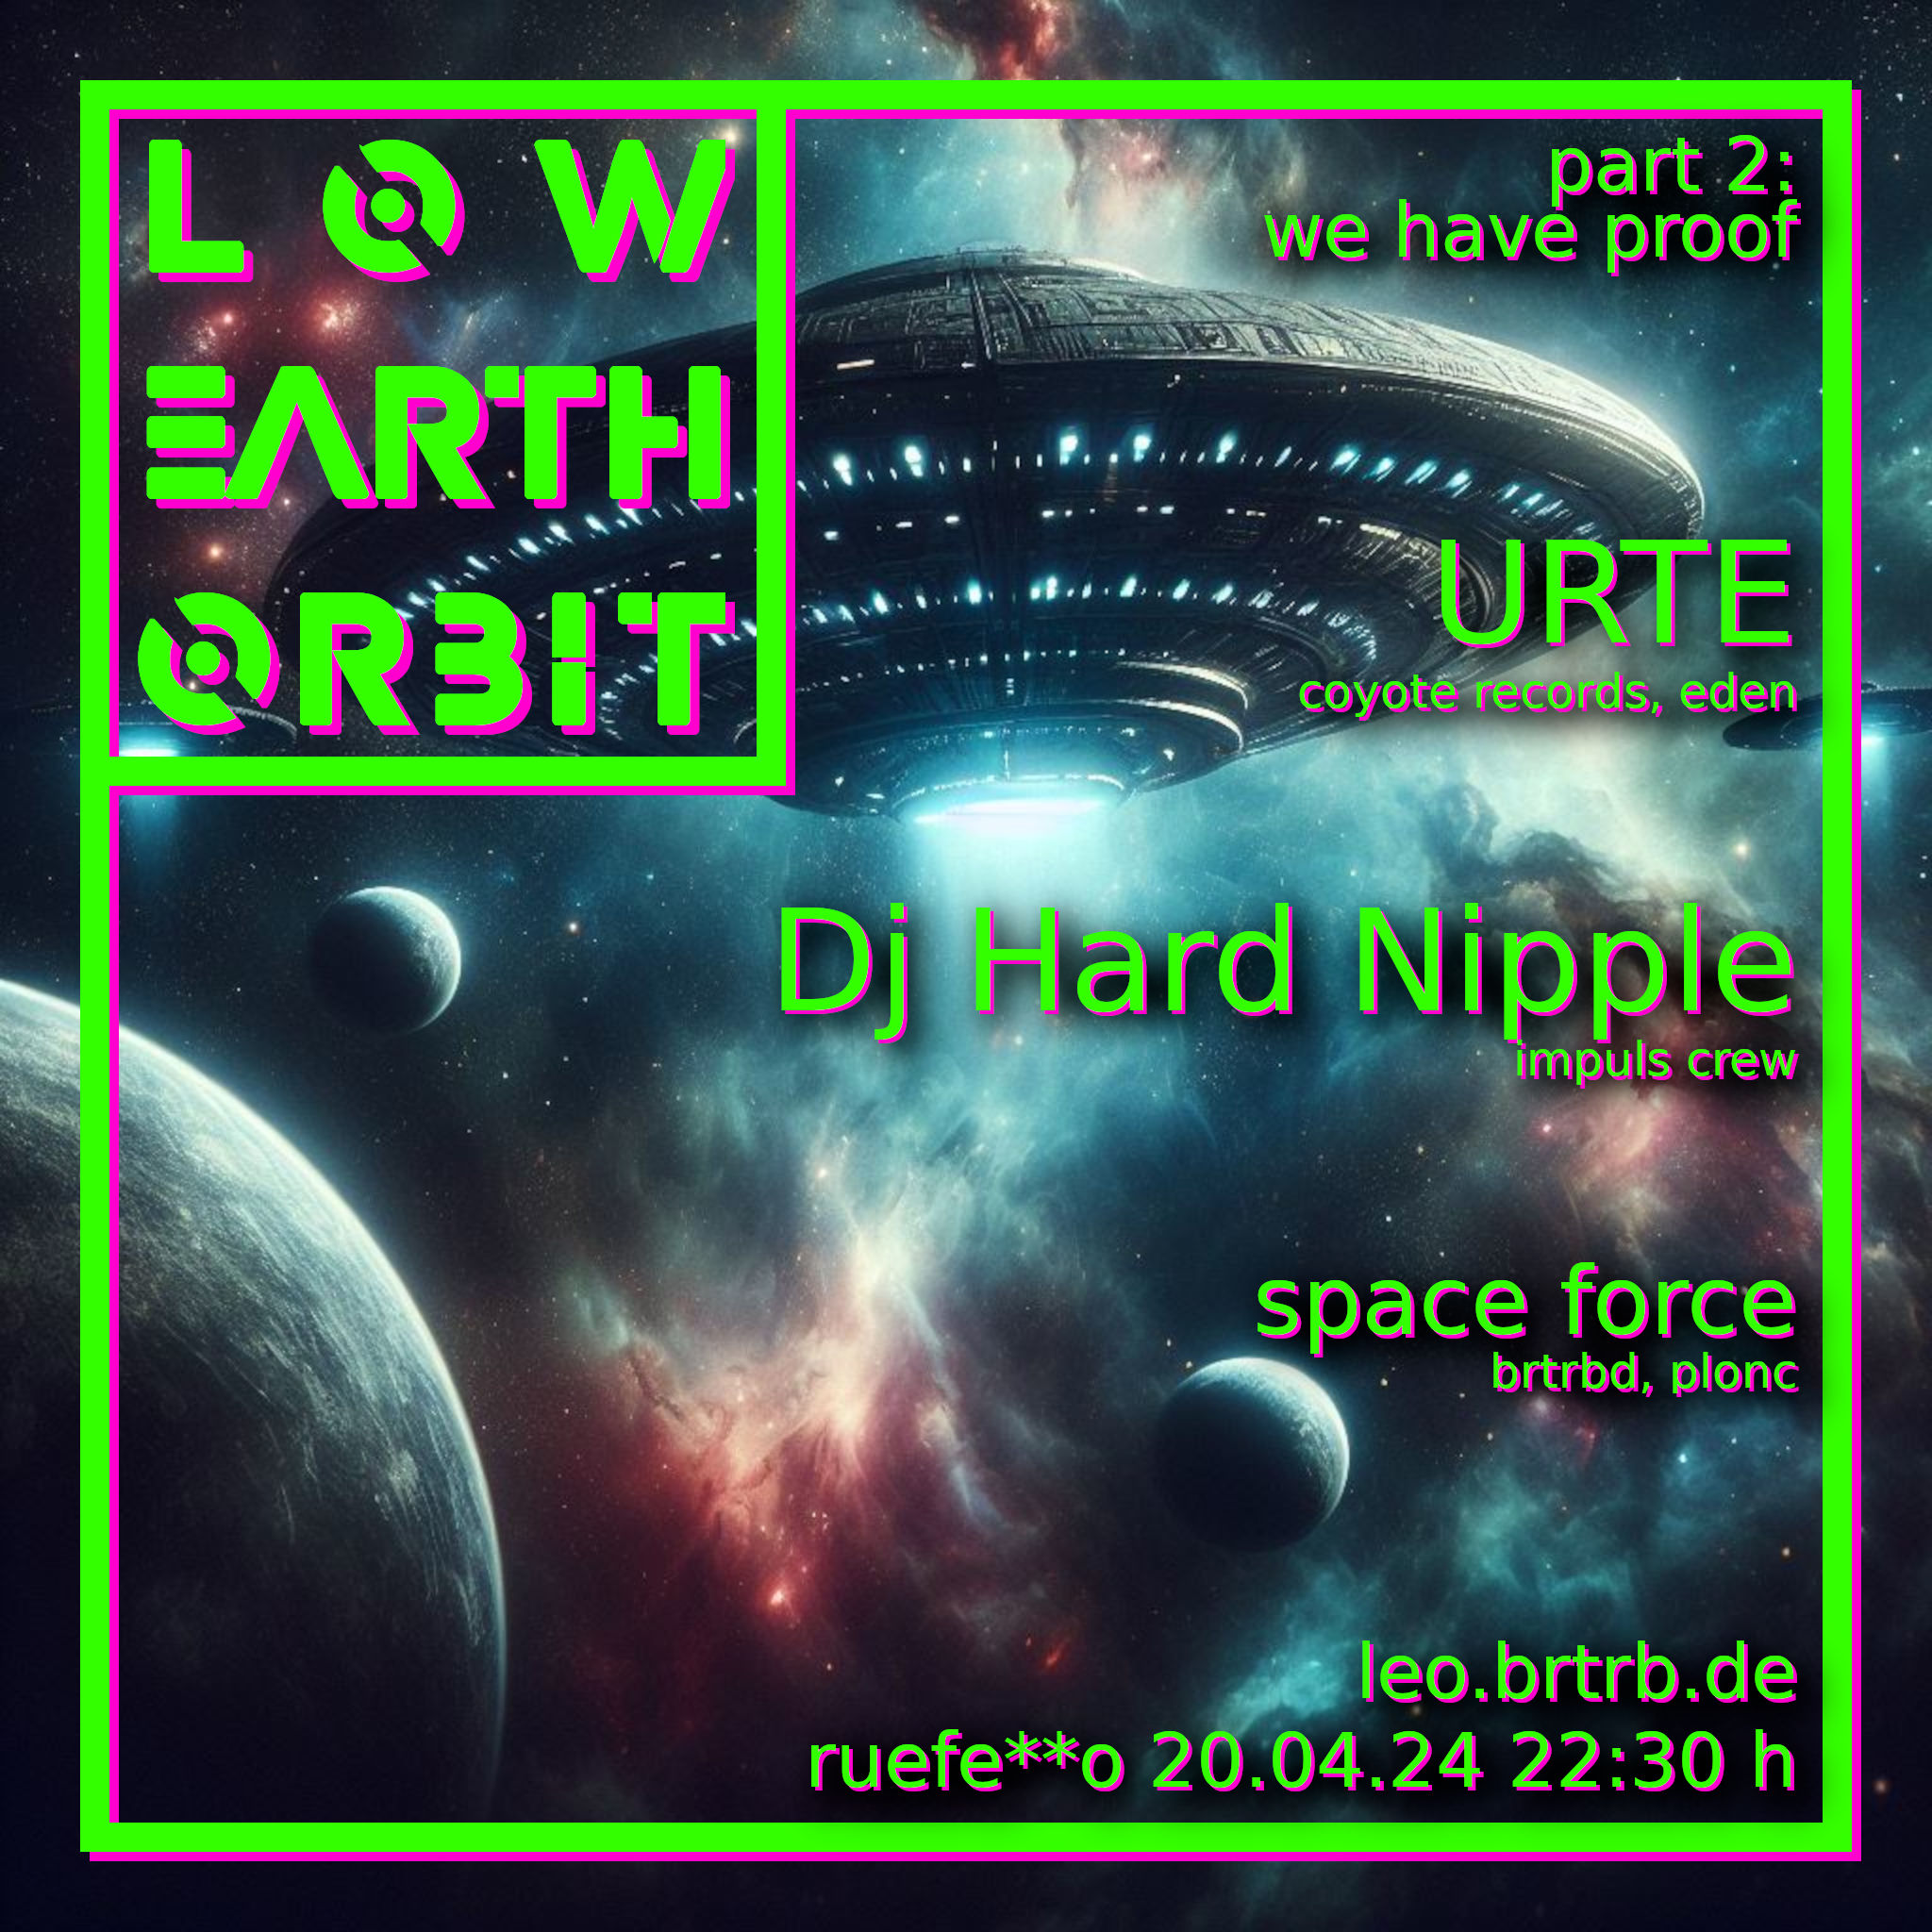 LOW
EARTH
ORBIT
part 2:
we have proof
URTE
coyote records, eden
Dj Hard Nipple
impuls crew
space force
brtrbd, plonc
leo.brtrb.de
ruefe**o 20.04.24 22:30 h